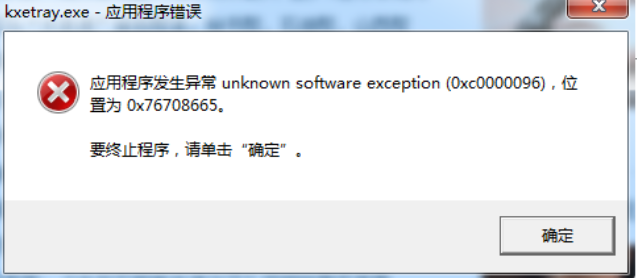 kxetray.exe - 应用程序错误
应用程序发生异常 unknown software exception (0xc0000096)，位
置为 0x76708665。
要终止程序，请单击“确定”。
确定